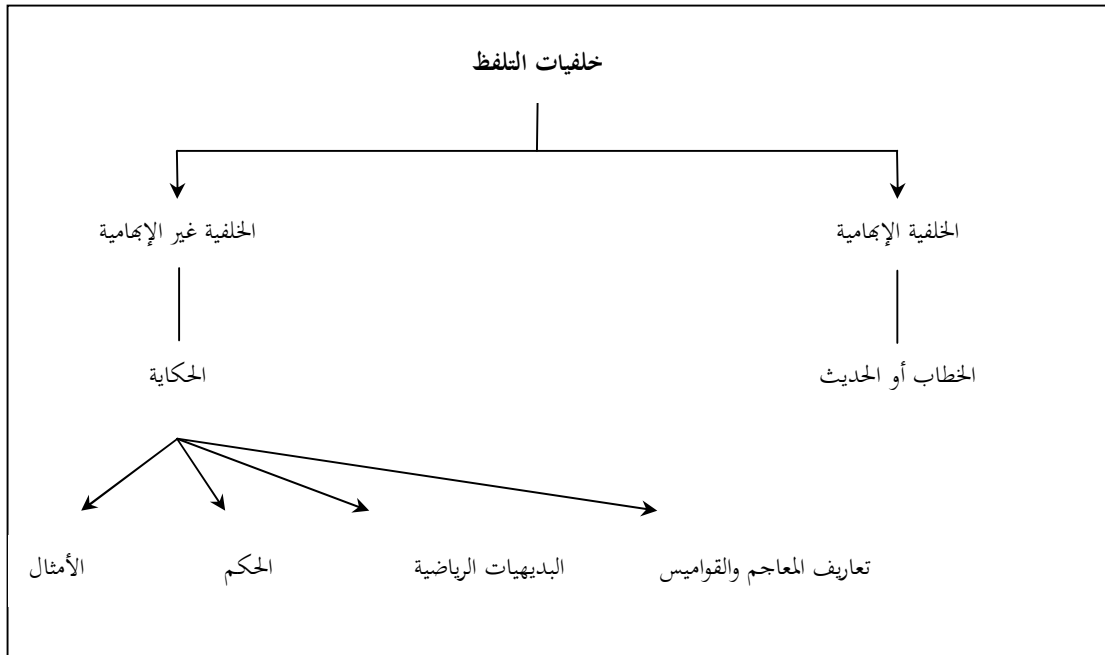 خلفيات التلفظ
الخلفية الإبهامية	الخلفية غير الإبهامية
الخطاب أو الحديث	الحكاية
تعاريف المعاجم والقواميس	البديهيات الرياضية	الحكم	الأمثال